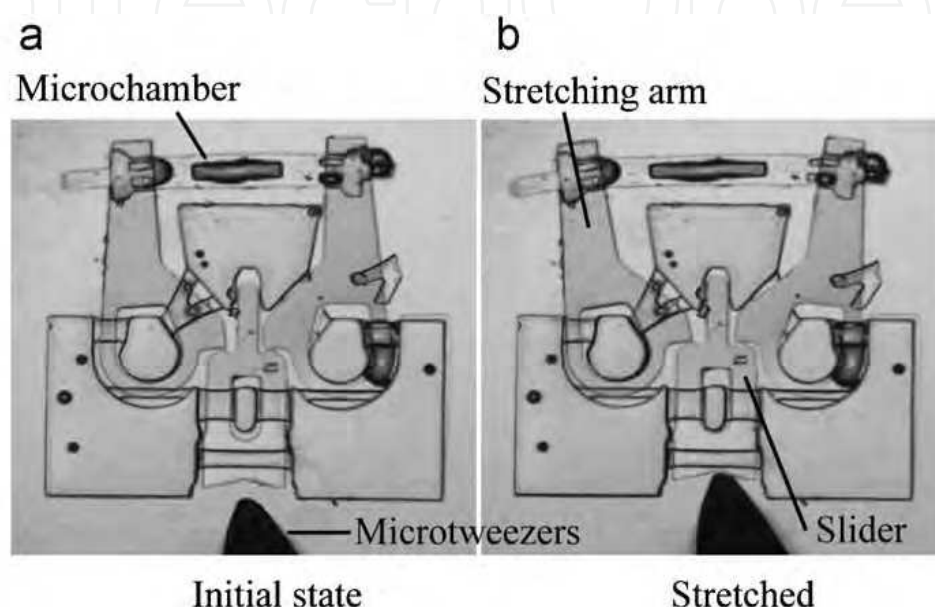 a
b
Microchamber
Stretching arm
Microtweezers
Slider
Initial state
Stretched